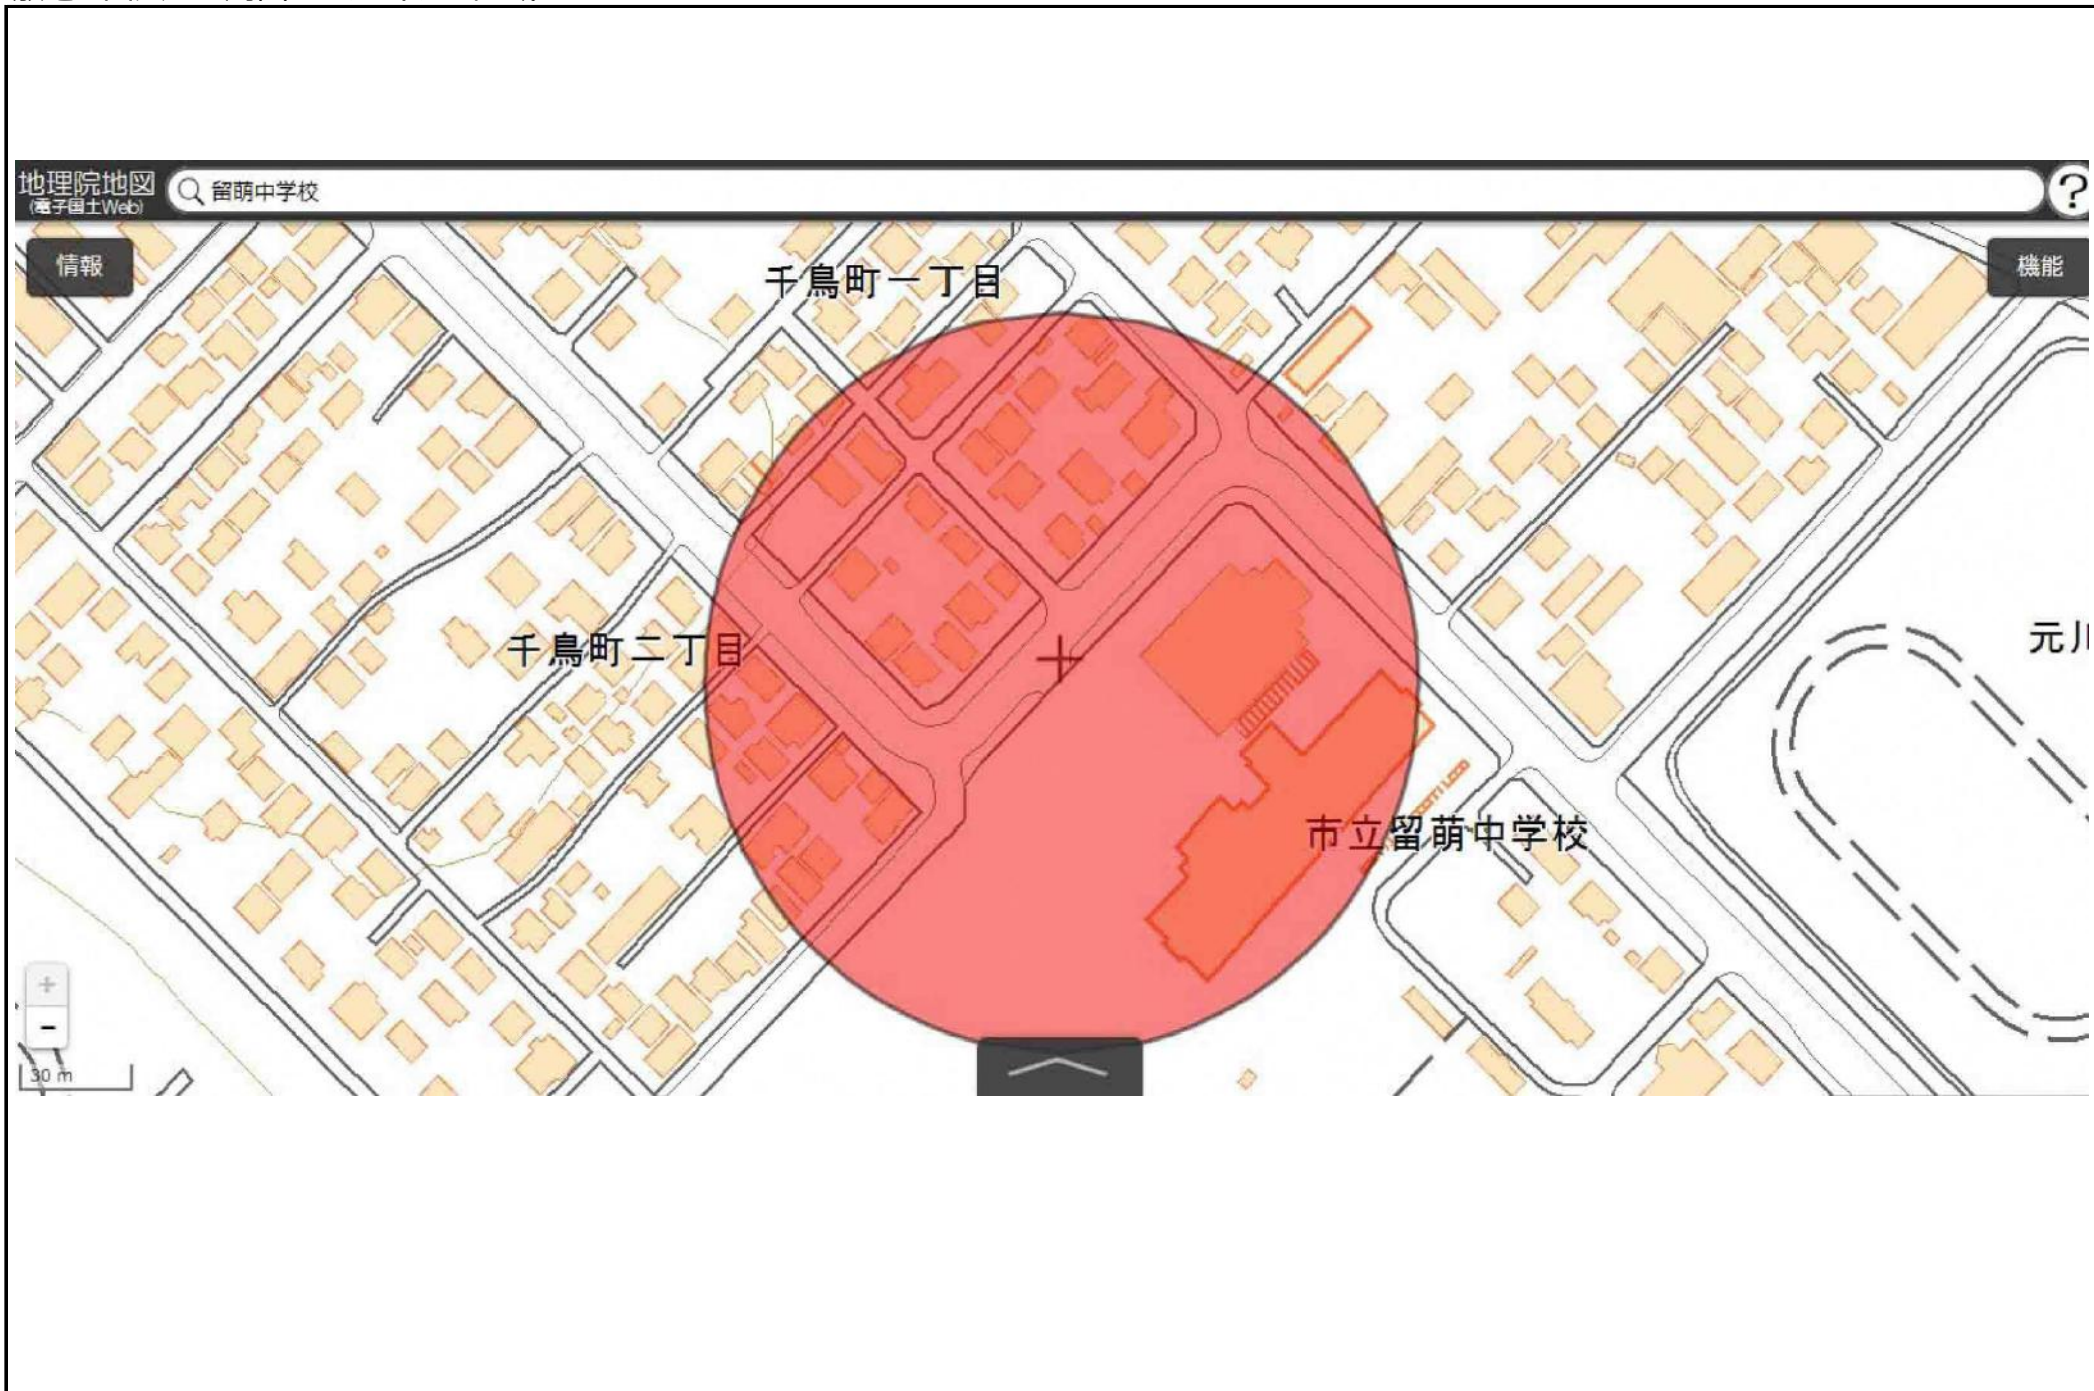 地理院地図
(電子国土Web)
留萌中学校
?
情報
機能
千鳥町一丁目
千鳥町二丁目
元川
市立留萌中学校
+
-
30 m